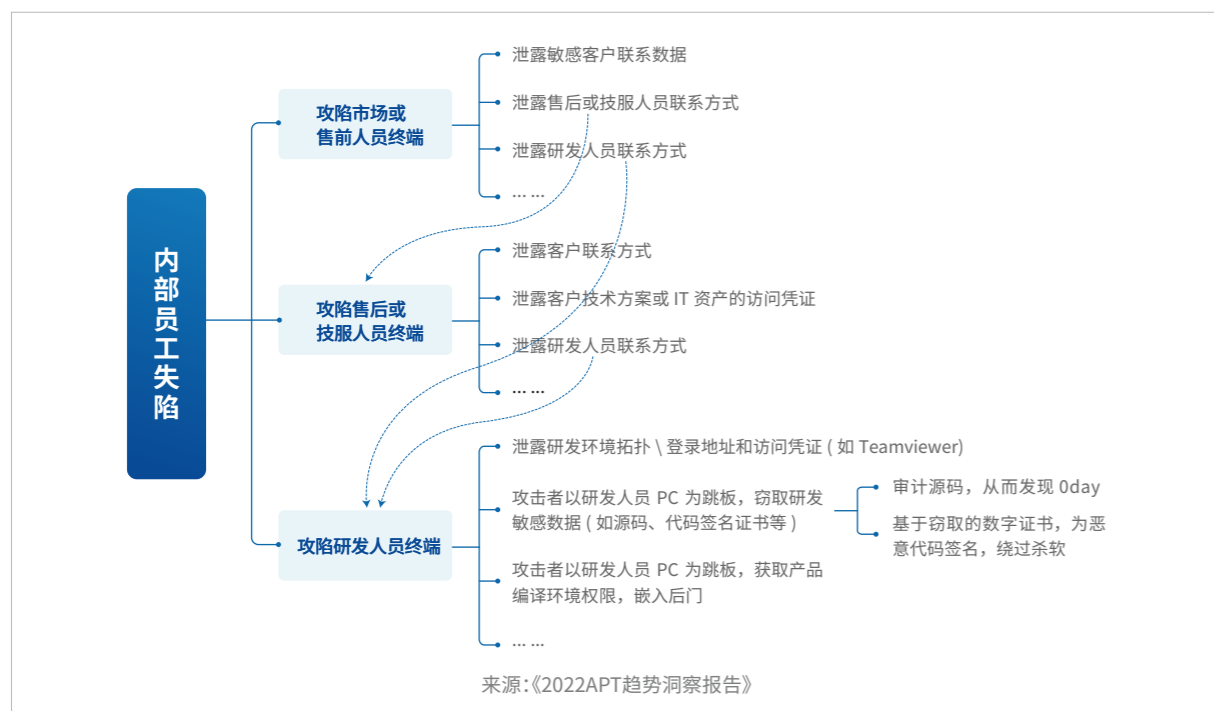 内部员工失陷
攻陷市场或
售前人员终端
泄露敏感客户联系数据
泄露售后或技服人员联系方式
泄露研发人员联系方式
... ...
攻陷售后或
技服人员终端
泄露客户联系方式
泄露客户技术方案或 IT 资产的访问凭证
泄露研发人员联系方式
... ...
攻陷研发人员终端
泄露研发环境拓扑 \ 登录地址和访问凭证 ( 如 Teamviewer)
攻击者以研发人员 PC 为跳板，窃取研发
敏感数据 ( 如源码、代码签名证书等 )
审计源码，从而发现 0day
基于窃取的数字证书，为恶
意代码签名，绕过杀软
攻击者以研发人员 PC 为跳板，获取产品
编译环境权限，嵌入后门
... ...
来源：《2022APT趋势洞察报告》